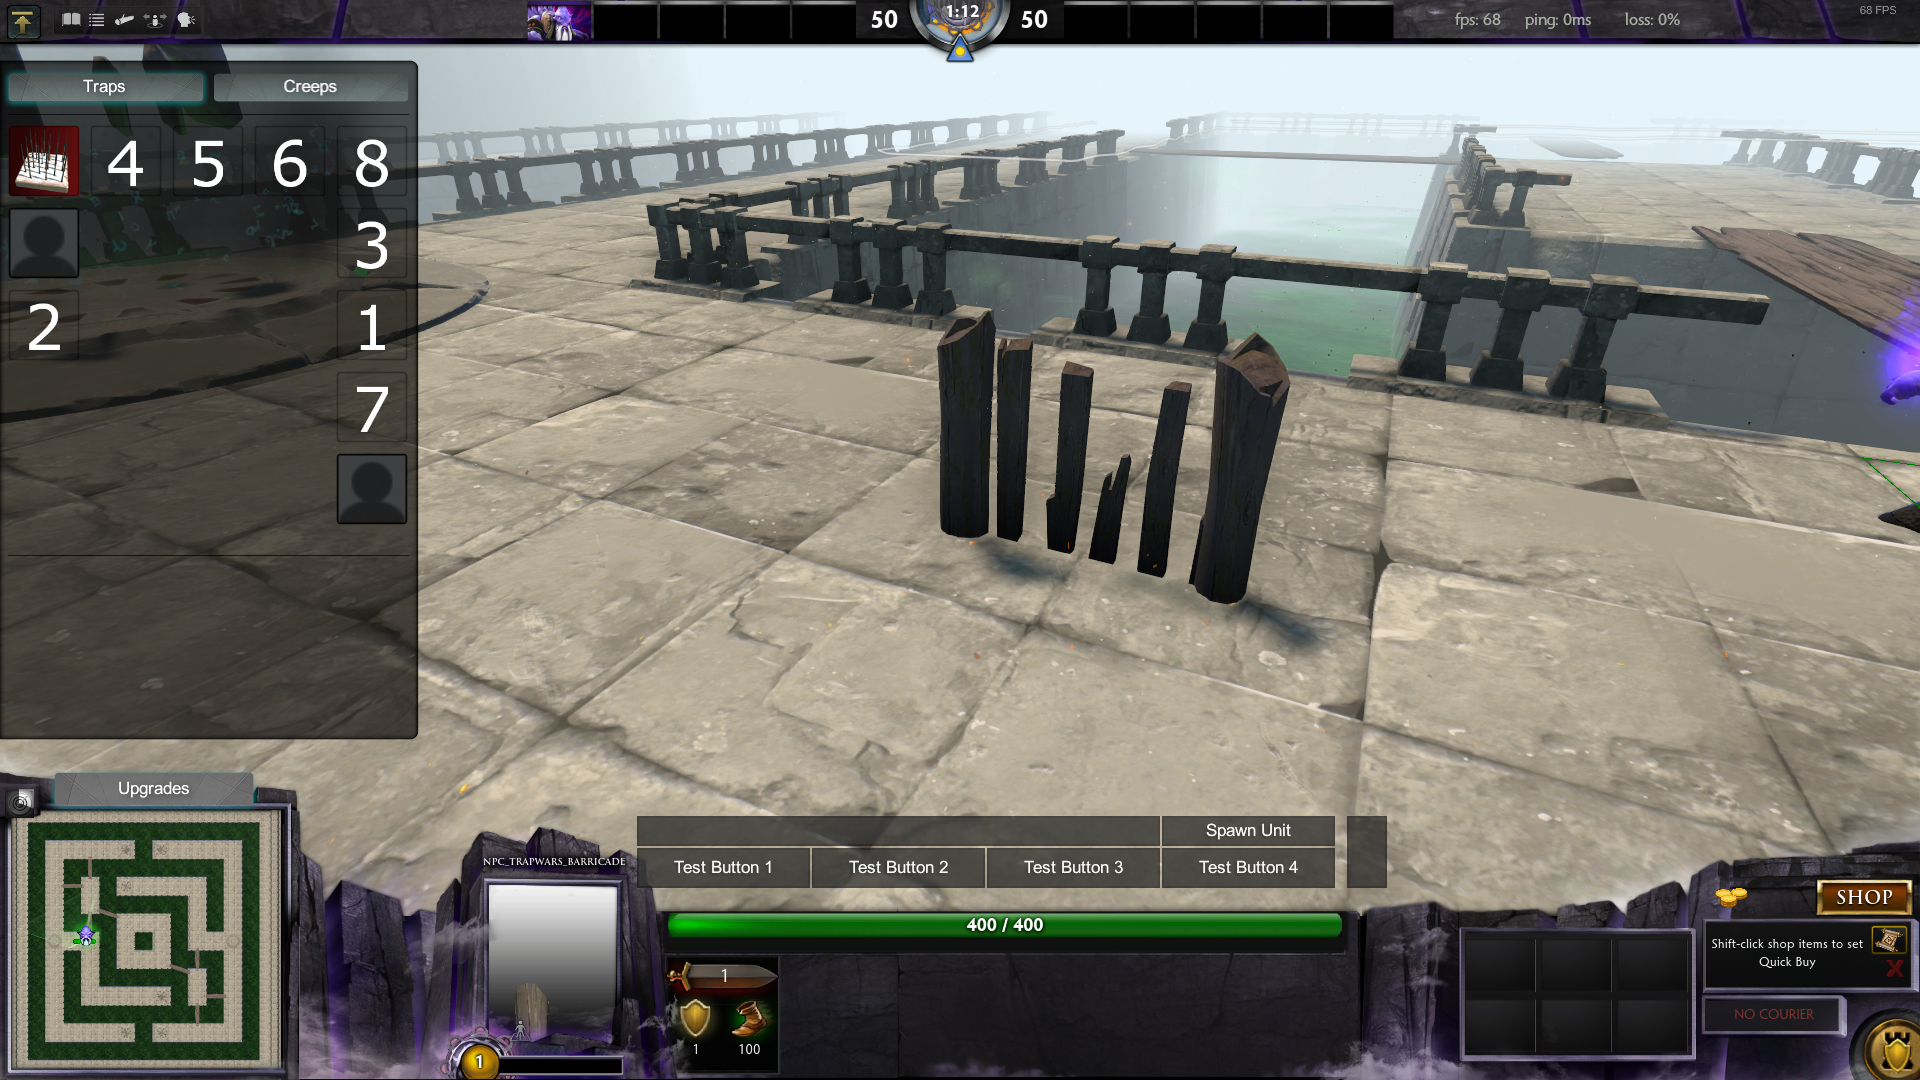 50
1:12
50
fps: 68 ping: 0ms loss: 0%
68 FPS
Traps
Creeps
4 5 6 8
3
2
1
7
Upgrades
Spawn Unit
NPC_TRAPWARS_BARRICADE
Test Button 1
Test Button 2
Test Button 3
Test Button 4
400 / 400
SHOP
Shift-click shop items to set
Quick Buy
1
NO COURIER
1
100
1